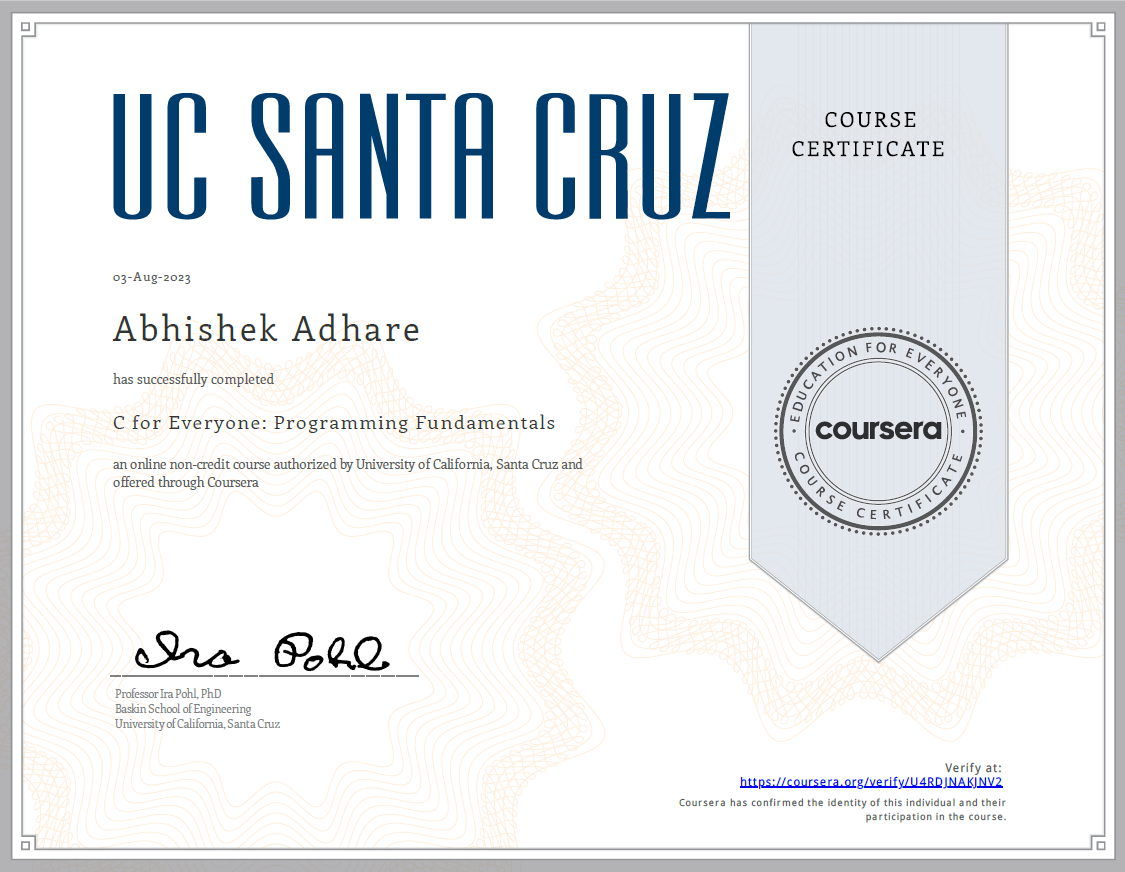 UC SANTA CRUZ
COURSE
CERTIFICATE
03-Aug-2023
Abhishek Adhare
has successfully completed
C for Everyone: Programming Fundamentals
an online non-credit course authorized by University of California, Santa Cruz and
offered through Coursera
EDUCATION FOR EVERYONE
coursera
COURSE CERTIFICATE
Ira Pohl
Professor Ira Pohl, PhD
Baskin School of Engineering
University of California, Santa Cruz
Verify at:
https://coursera.org/verify/U4RDJNAKJNV2
Coursera has confirmed the identity of this individual and their
participation in the course.